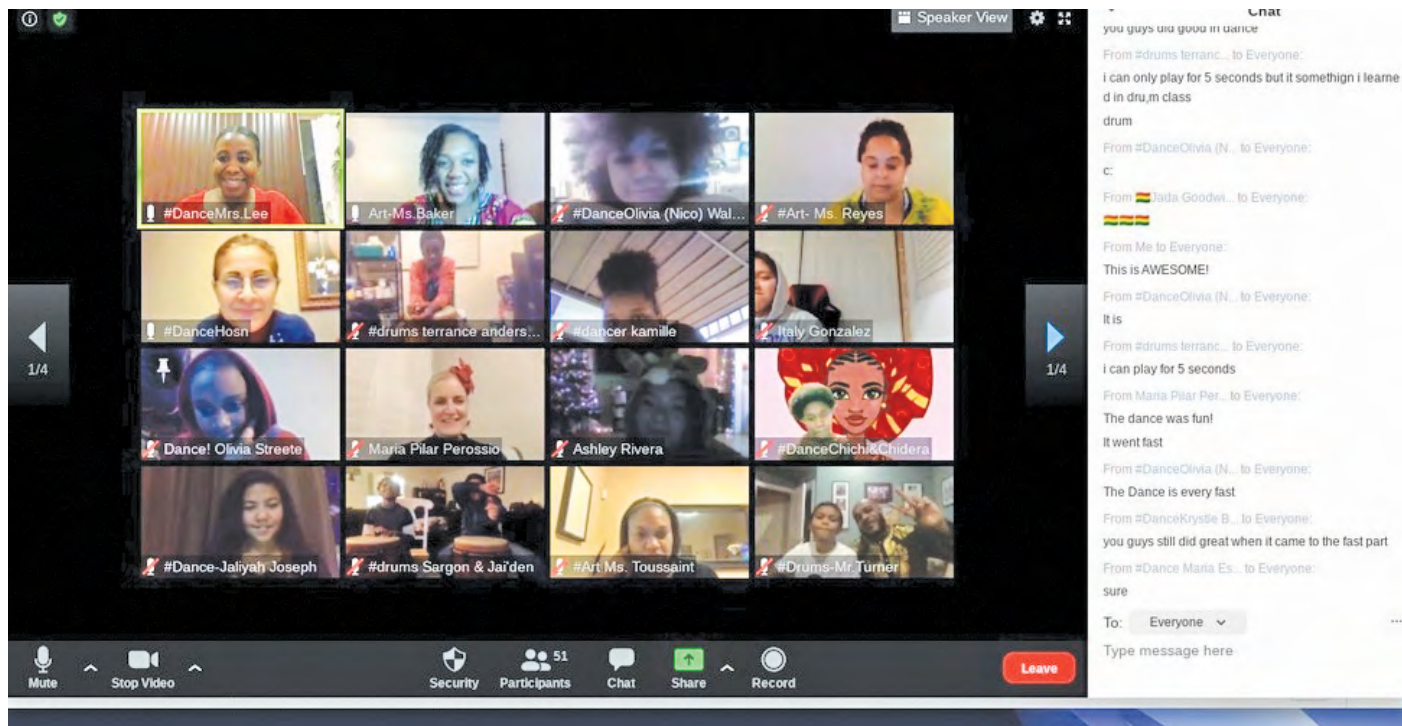 Speaker View
#DanceMrs.Lee
Art-Ms.Baker
#DanceOlivia (Nico) Wal...
#Art- Ms. Reyes
#DanceHosn
#drums terrance anders...
#dancer kamille
Italy Gonzalez
1/4
1/4
Dance! Olivia Streete
Maria Pilar Perossio
Ashley Rivera
#DanceChichi&Chidera
#Dance-Jaliyah Joseph
#drums Sargon & Jai'den
#Art Ms. Toussaint
#Drums-Mr.Turner
Mute
Stop Video
Security
51
Participants
Chat
Share
Record
Leave
Chat
you guys did good in dance
From #drums terranc... to Everyone:
i can only play for 5 seconds but it somethign i learne
d in dru,m class
drum
From #DanceOlivia (N... to Everyone:
c:
From Jada Goodwi... to Everyone:
From Me to Everyone:
This is AWESOME!
From #DanceOlivia (N... to Everyone:
It is
From #drums terranc... to Everyone:
i can play for 5 seconds
From Maria Pilar Per... to Everyone:
The dance was fun!
It went fast
From #DanceOlivia (N... to Everyone:
The Dance is every fast
From #DanceKrystle B... to Everyone:
you guys still did great when it came to the fast part
From #Dance Maria Es... to Everyone:
sure
To: Everyone
...
Type message here